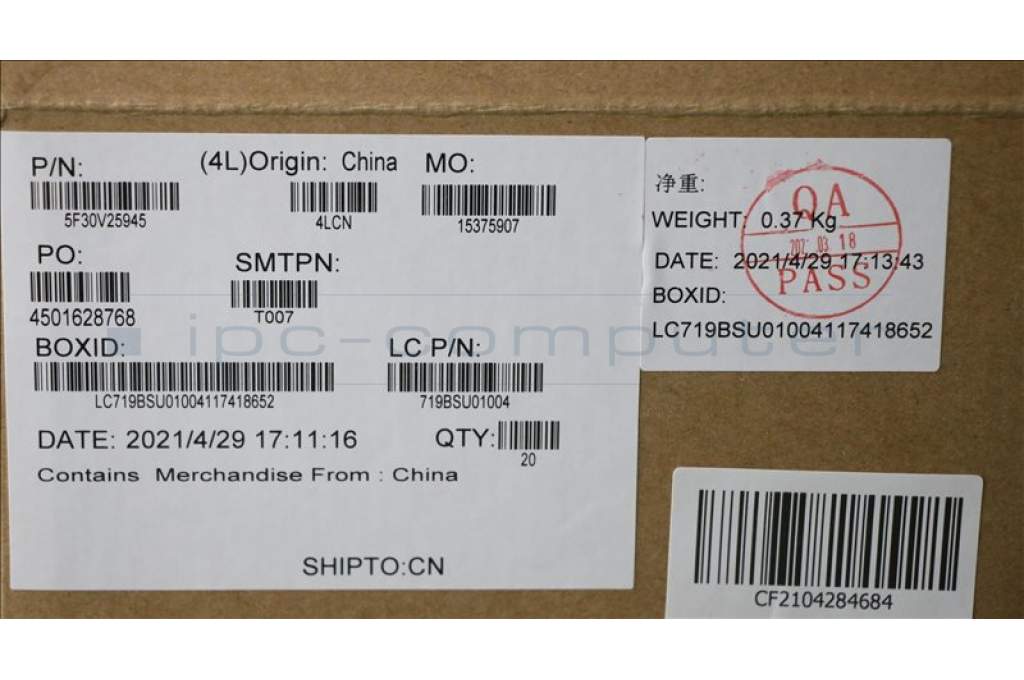 P/N:
5F30V25945
(4L)Origin: China
4LCN
MO:
15375907
PO:
4501628768
SMTPN:
T007
BOXID:
LC719BSU01004117418652
LC P/N:
719BSU01004
DATE: 2021/4/29 17:11:16
QTY:
20
Contains Merchandise From : China
SHIPTO:CN
净重:
WEIGHT: 0.37 Kg
DATE: 2021/4/29 17:13:43
BOXID:
LC719BSU01004117418652
QA
03 18
PASS
CF2104284684
ipc-computer